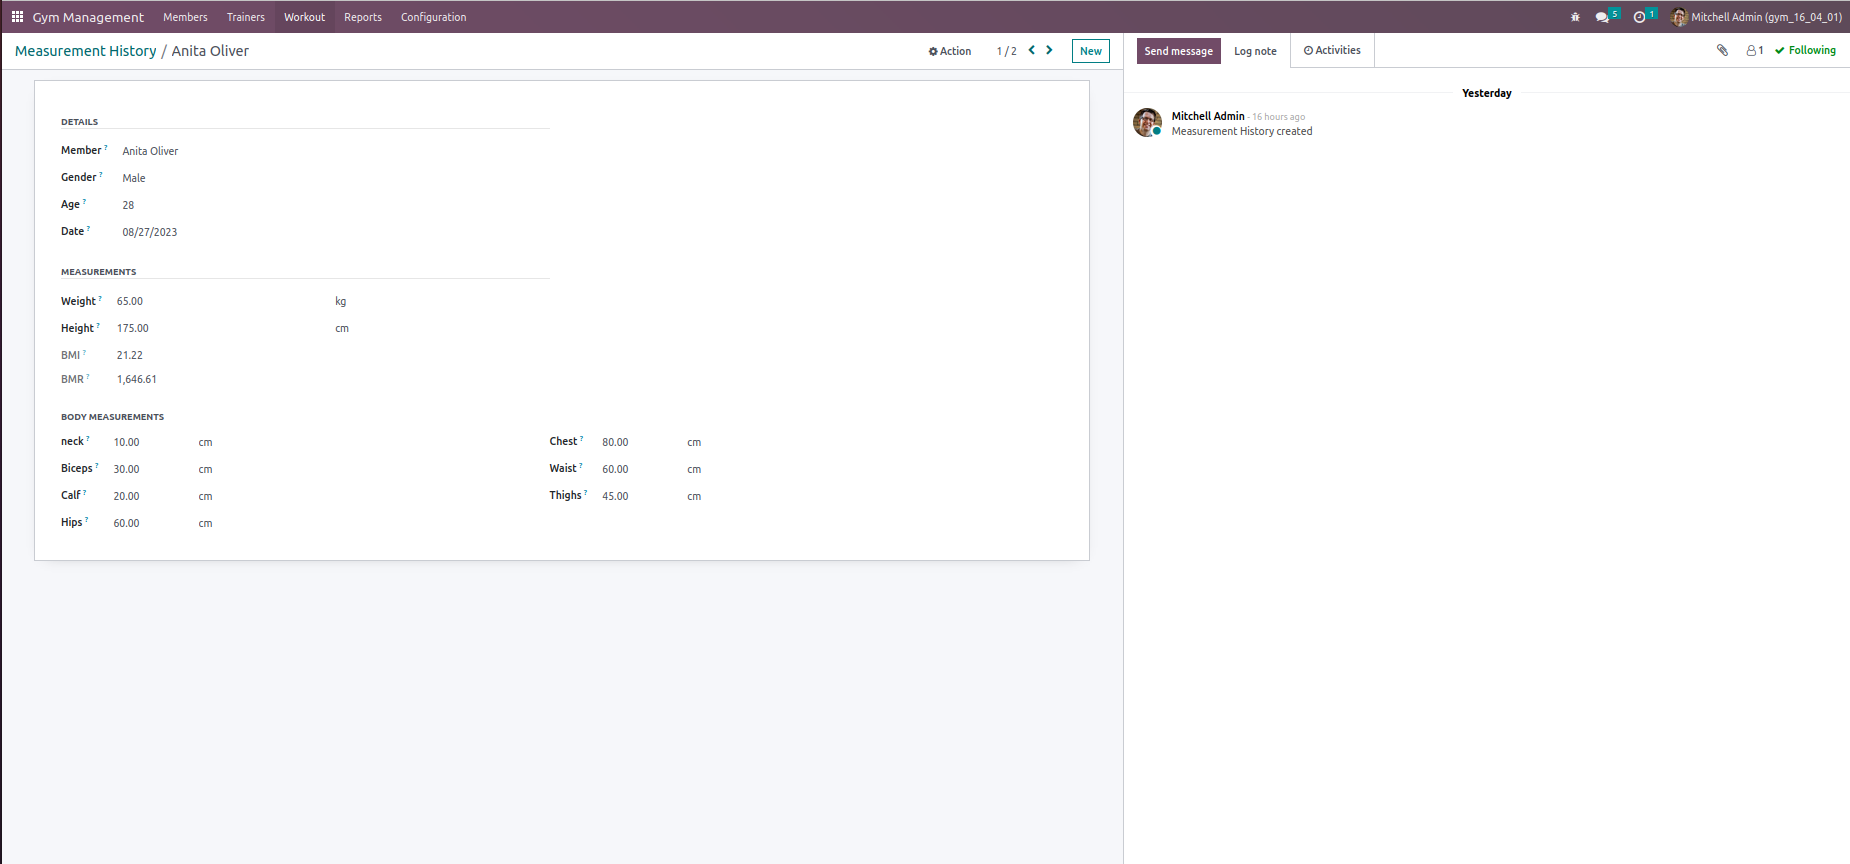 Gym Management Members Trainers Workout Reports Configuration 5 1 Mitchell Admin (gym_16_04_01)
Measurement History / Anita Oliver Action 1 / 2 New
Send message Log note Activities 1 Following
Yesterday
Mitchell Admin - 16 hours ago
Measurement History created
DETAILS
Member ? Anita Oliver
Gender ? Male
Age ? 28
Date ? 08/27/2023
MEASUREMENTS
Weight ? 65.00 kg
Height ? 175.00 cm
BMI ? 21.22
BMR ? 1,646.61
BODY MEASUREMENTS
neck ? 10.00 cm Chest ? 80.00 cm
Biceps ? 30.00 cm Waist ? 60.00 cm
Calf ? 20.00 cm Thighs ? 45.00 cm
Hips ? 60.00 cm